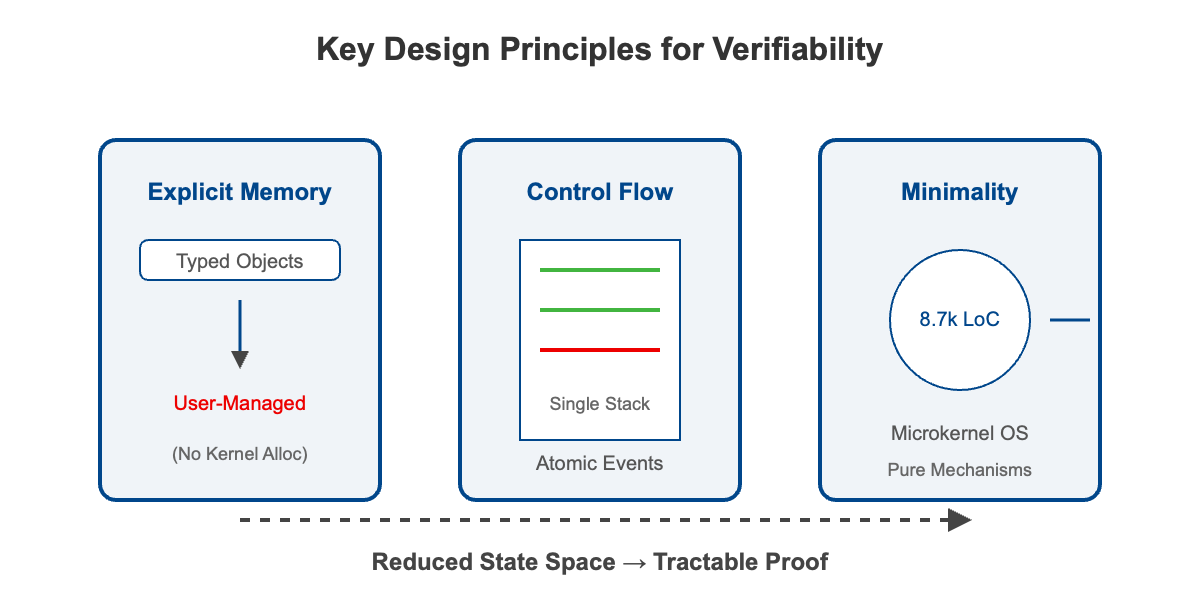 Key Design Principles for Verifiability
Explicit Memory
Typed Objects
User-Managed
(No Kernel Alloc)
Control Flow
Single Stack
Atomic Events
Minimality
8.7k LoC
Microkernel OS
Pure Mechanisms
Reduced State Space → Tractable Proof